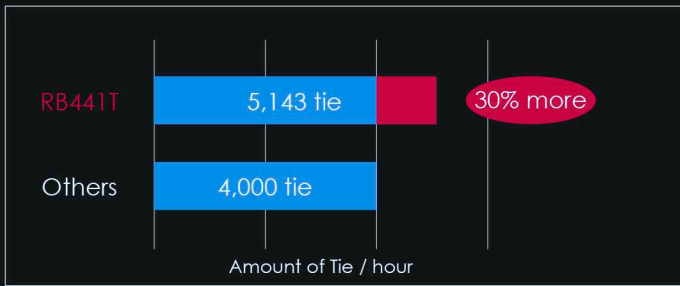 RB441T
5,143 tie
30% more
Others
4,000 tie
Amount of Tie / hour